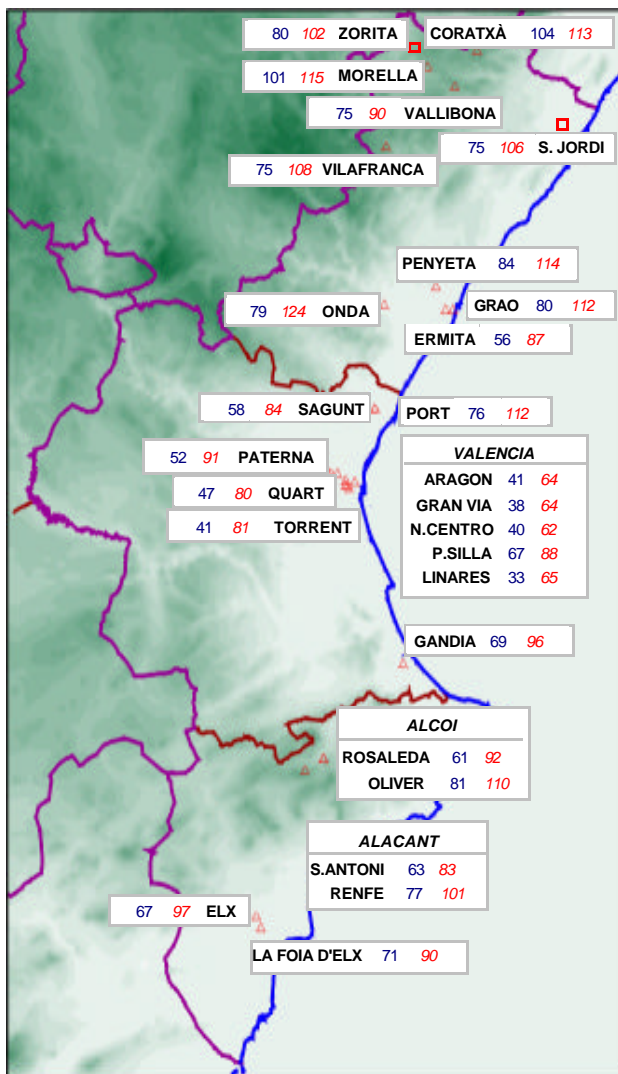 80 102 ZORITA
CORATXÀ 104 113
101 115 MORELLA
75 90 VALLIBONA
75 106 S. JORDI
75 108 VILAFRANCA
PENYETA 84 114
79 124 ONDA
GRAO 80 112
ERMITA 56 87
58 84 SAGUNT
PORT 76 112
52 91 PATERNA
47 80 QUART
41 81 TORRENT
VALENCIA
ARAGON 41 64
GRAN VIA 38 64
N.CENTRO 40 62
P.SILLA 67 88
LINARES 33 65
GANDIA 69 96
ALCOI
ROSALEDA 61 92
OLIVER 81 110
ALACANT
S.ANTONI 63 83
RENFE 77 101
67 97 ELX
LA FOIA D'ELX 71 90